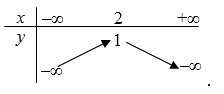 x –∞ 2 +∞
y 1
–∞ –∞ .